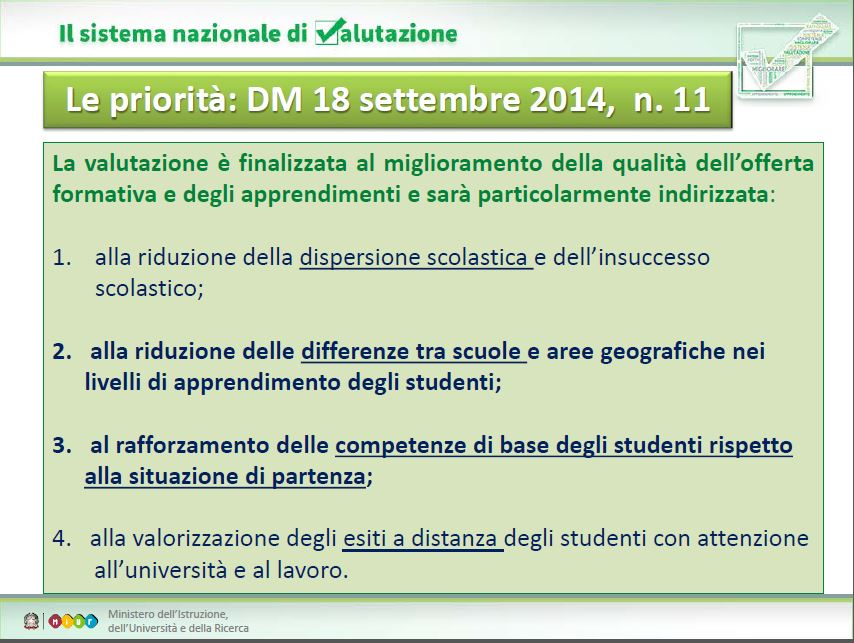 Il sistema nazionale di Valutazione
MIGLIORARE
Le priorità: DM 18 settembre 2014, n. 11
La valutazione è finalizzata al miglioramento della qualità dell’offerta
formativa e degli apprendimenti e sarà particolarmente indirizzata:
1. alla riduzione della dispersione scolastica e dell’insuccesso
scolastico;
2. alla riduzione delle differenze tra scuole e aree geografiche nei
livelli di apprendimento degli studenti;
3. al rafforzamento delle competenze di base degli studenti rispetto
alla situazione di partenza;
4. alla valorizzazione degli esiti a distanza degli studenti con attenzione
all’università e al lavoro.
miur
Ministero dell’Istruzione,
dell’Università e della Ricerca